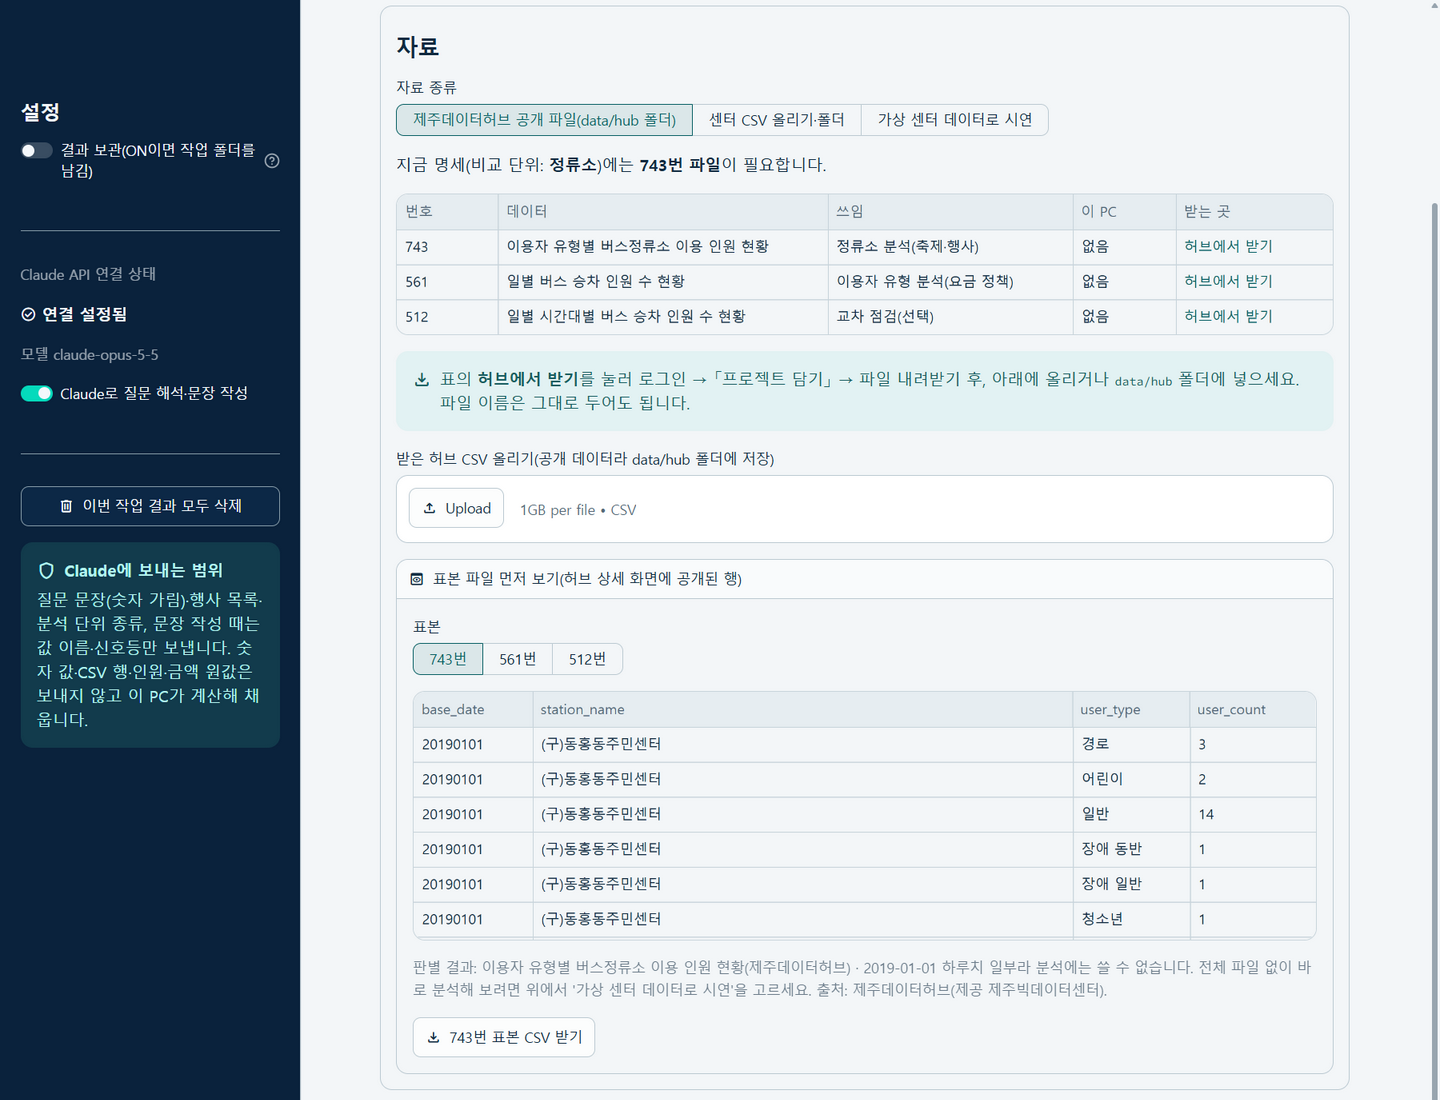 설정
결과 보관(ON이면 작업 폴더를
남김)
Claude API 연결 상태
연결 설정됨
모델 claude-opus-5-5
Claude로 질문 해석·문장 작성
이번 작업 결과 모두 삭제
Claude에 보내는 범위
질문 문장(숫자 가림)·행사 목록·
분석 단위 종류, 문장 작성 때는
값 이름·신호등만 보냅니다. 숫
자 값·CSV 행·인원·금액 원값은
보내지 않고 이 PC가 계산해 채
웁니다.
자료
자료 종류
제주데이터허브 공개 파일(data/hub 폴더) 센터 CSV 올리기·폴더 가상 센터 데이터로 시연
지금 명세(비교 단위: 정류소)에는 743번 파일이 필요합니다.
번호 데이터 쓰임 이 PC 받는 곳
743 이용자 유형별 버스정류소 이용 인원 현황 정류소 분석(축제·행사) 없음 허브에서 받기
561 일별 버스 승차 인원 수 현황 이용자 유형 분석(요금 정책) 없음 허브에서 받기
512 일별 시간대별 버스 승차 인원 수 현황 교차 점검(선택) 없음 허브에서 받기
표의 허브에서 받기를 눌러 로그인 → 「프로젝트 담기」 → 파일 내려받기 후, 아래에 올리거나 data/hub 폴더에 넣으세요.
파일 이름은 그대로 두어도 됩니다.
받은 허브 CSV 올리기(공개 데이터라 data/hub 폴더에 저장)
Upload 1GB per file • CSV
표본 파일 먼저 보기(허브 상세 화면에 공개된 행)
표본
743번 561번 512번
base_date station_name user_type user_count
20190101 (구)동홍동주민센터 경로 3
20190101 (구)동홍동주민센터 어린이 2
20190101 (구)동홍동주민센터 일반 14
20190101 (구)동홍동주민센터 장애 동반 1
20190101 (구)동홍동주민센터 장애 일반 1
20190101 (구)동홍동주민센터 청소년 1
판별 결과: 이용자 유형별 버스정류소 이용 인원 현황(제주데이터허브) · 2019-01-01 하루치 일부라 분석에는 쓸 수 없습니다. 전체 파일 없이 바
로 분석해 보려면 위에서 '가상 센터 데이터로 시연'을 고르세요. 출처: 제주데이터허브(제공 제주빅데이터센터).
743번 표본 CSV 받기